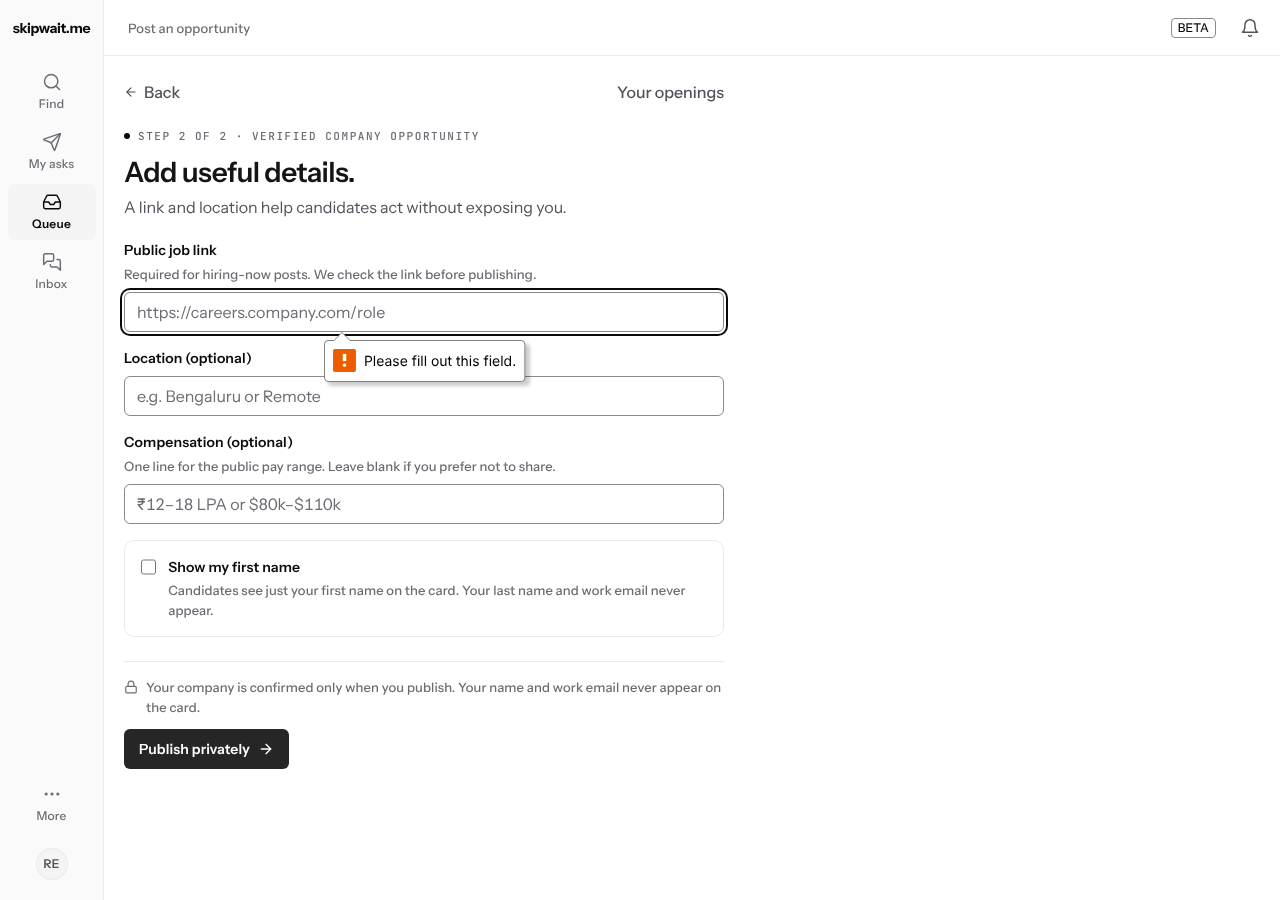 skipwait.me
Post an opportunity
BETA
Find
My asks
Queue
Inbox
Back
Your openings
STEP 2 OF 2 · VERIFIED COMPANY OPPORTUNITY
Add useful details.
A link and location help candidates act without exposing you.
Public job link
Required for hiring-now posts. We check the link before publishing.
https://careers.company.com/role
Please fill out this field.
Location (optional)
e.g. Bengaluru or Remote
Compensation (optional)
One line for the public pay range. Leave blank if you prefer not to share.
₹12–18 LPA or $80k–$110k
Show my first name
Candidates see just your first name on the card. Your last name and work email never
appear.
Your company is confirmed only when you publish. Your name and work email never appear on
the card.
Publish privately
More
RE